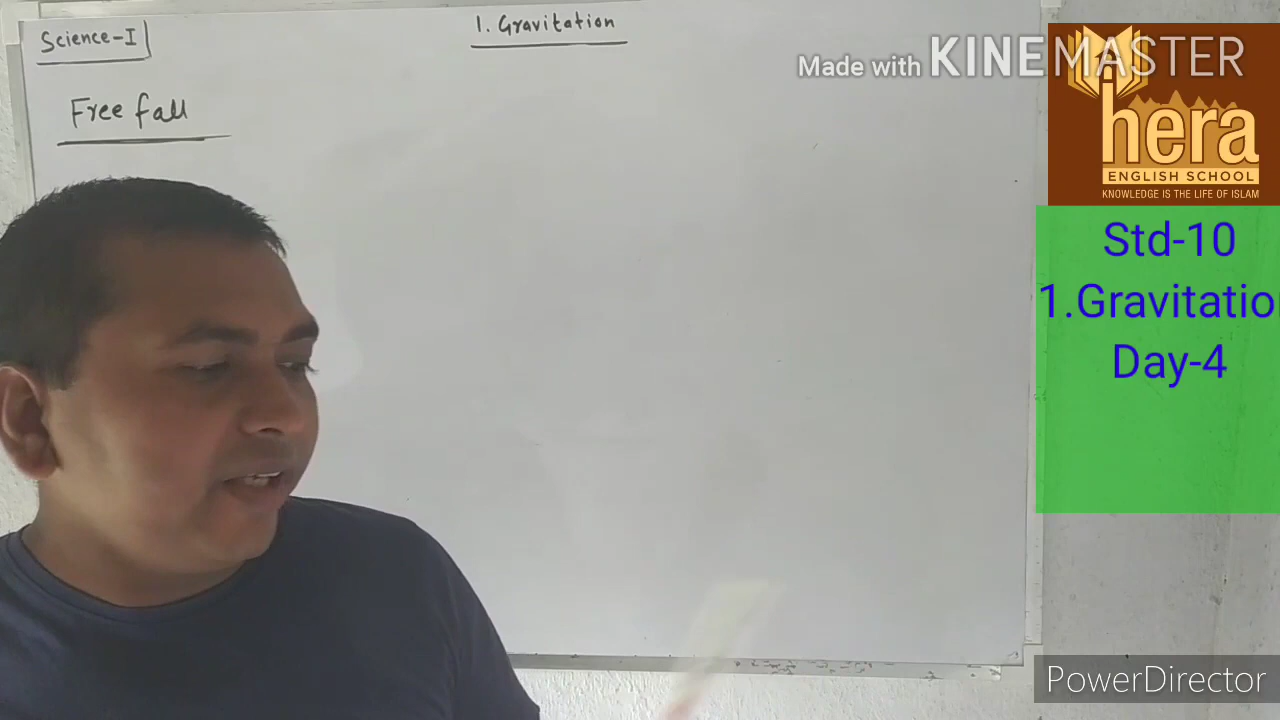 Science-I
1. Gravitation
Free fall
Made with KINEMASTER
hera
ENGLISH SCHOOL
KNOWLEDGE IS THE LIFE OF ISLAM
Std-10
1.Gravitation
Day-4
PowerDirector